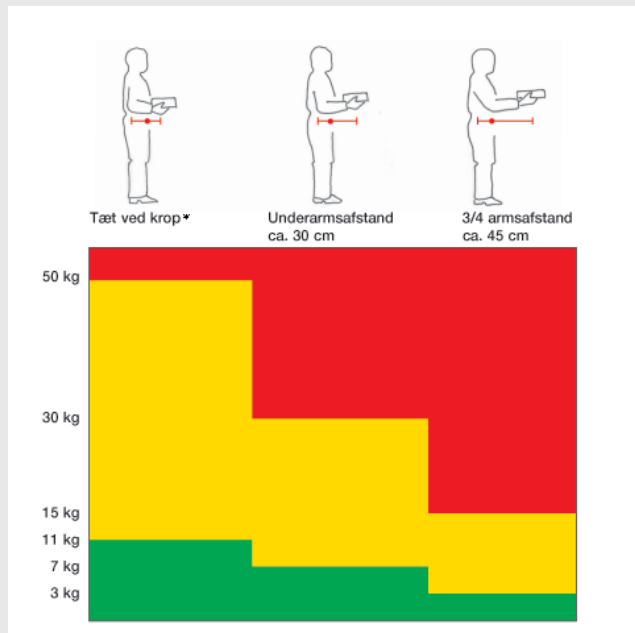 Tæt ved krop*
Underarmsafstand
ca. 30 cm
3/4 armsafstand
ca. 45 cm
50 kg
30 kg
15 kg
11 kg
7 kg
3 kg